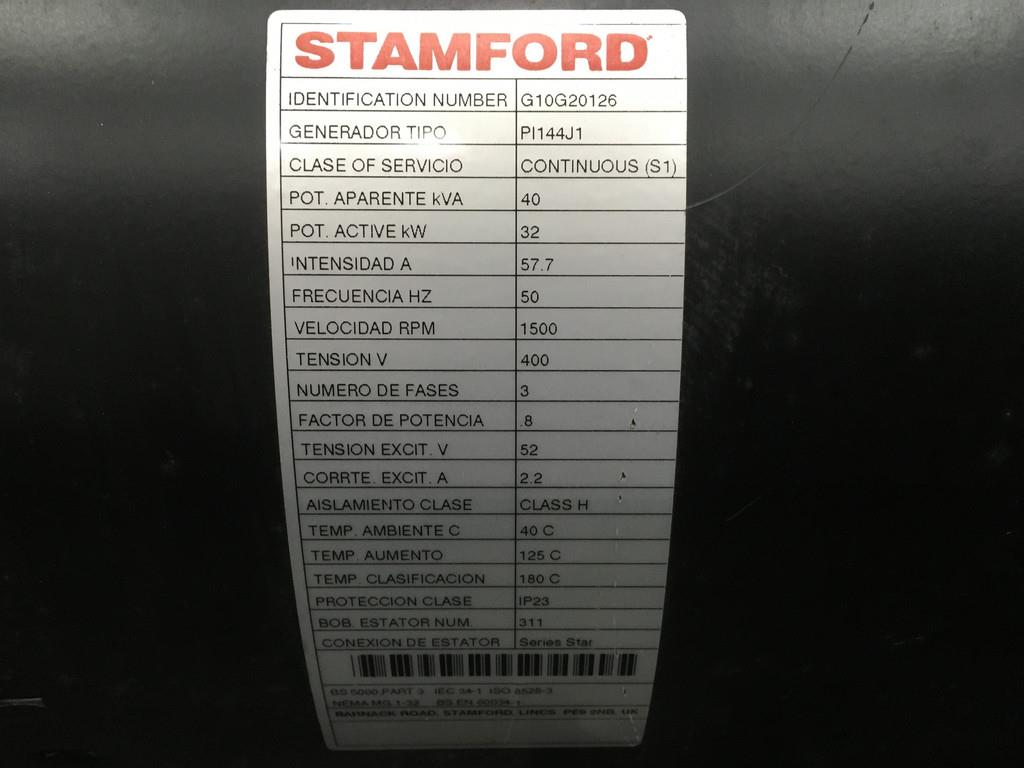 STAMFORD
IDENTIFICATION NUMBER G10G20126
GENERADOR TIPO PI144J1
CLASE OF SERVICIO CONTINUOUS (S1)
POT. APARENTE kVA 40
POT. ACTIVE kW 32
INTENSIDAD A 57.7
FRECUENCIA HZ 50
VELOCIDAD RPM 1500
TENSION V 400
NUMERO DE FASES 3
FACTOR DE POTENCIA .8
TENSION EXCIT. V 52
CORRTE. EXCIT. A 2.2
AISLAMIENTO CLASE CLASS H
TEMP. AMBIENTE C 40 C
TEMP. AUMENTO 125 C
TEMP. CLASIFICACION 180 C
PROTECCION CLASE IP23
BOB. ESTATOR NUM. 311
CONEXION DE ESTATOR Series Star
BS 5000,PART 3 IEC 34-1 ISO 8528-3
NEMA MG 1-32 BS EN 60034-1
BARNACK ROAD, STAMFORD, LINCS. PE9 2NB, UK